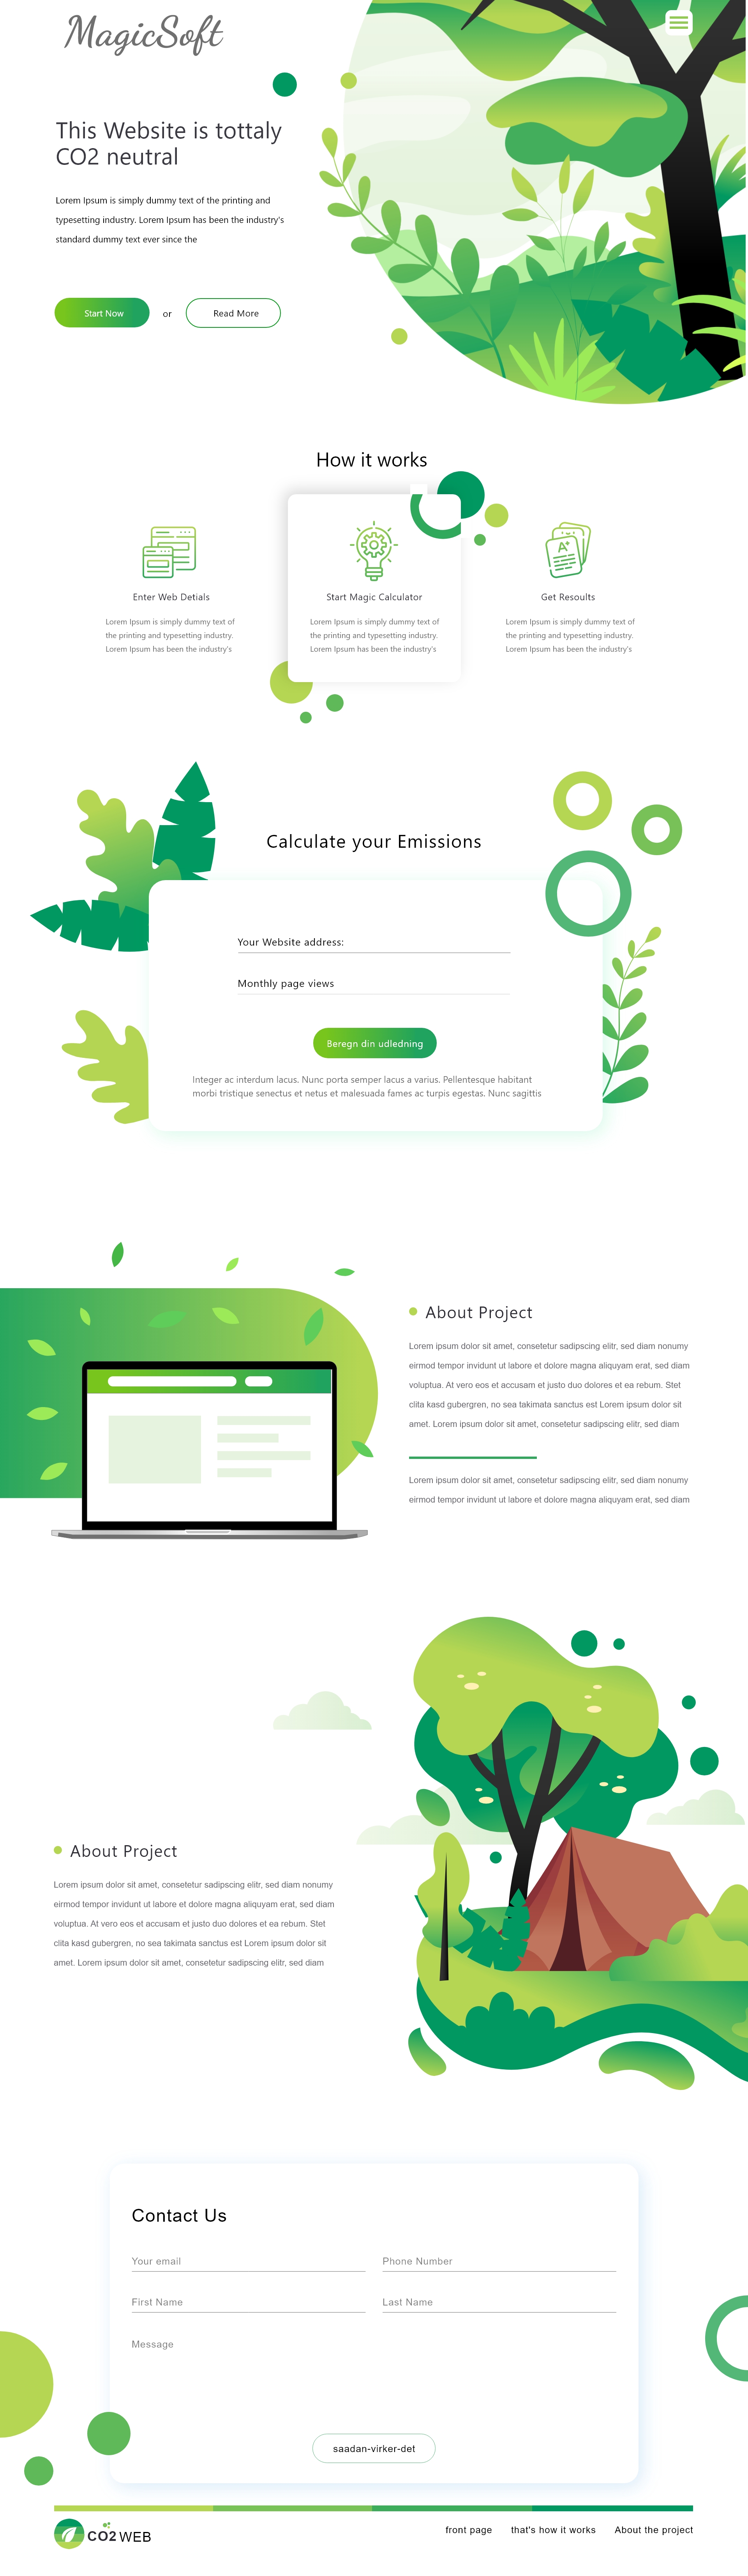 MagicSoft
This Website is tottaly
CO2 neutral
Lorem Ipsum is simply dummy text of the printing and
typesetting industry. Lorem Ipsum has been the industry's
standard dummy text ever since the
Start Now
or
Read More
How it works
Enter Web Detials
Lorem Ipsum is simply dummy text of
the printing and typesetting industry.
Lorem Ipsum has been the industry's
Start Magic Calculator
Lorem Ipsum is simply dummy text of
the printing and typesetting industry.
Lorem Ipsum has been the industry's
A+
Get Resoults
Lorem Ipsum is simply dummy text of
the printing and typesetting industry.
Lorem Ipsum has been the industry's
Calculate your Emissions
Your Website address:
Monthly page views
Beregn din udledning
Integer ac interdum lacus. Nunc porta semper lacus a varius. Pellentesque habitant
morbi tristique senectus et netus et malesuada fames ac turpis egestas. Nunc sagittis
About Project
Lorem ipsum dolor sit amet, consetetur sadipscing elitr, sed diam nonumy
eirmod tempor invidunt ut labore et dolore magna aliquyam erat, sed diam
voluptua. At vero eos et accusam et justo duo dolores et ea rebum. Stet
clita kasd gubergren, no sea takimata sanctus est Lorem ipsum dolor sit
amet. Lorem ipsum dolor sit amet, consetetur sadipscing elitr, sed diam
Lorem ipsum dolor sit amet, consetetur sadipscing elitr, sed diam nonumy
eirmod tempor invidunt ut labore et dolore magna aliquyam erat, sed diam
About Project
Lorem ipsum dolor sit amet, consetetur sadipscing elitr, sed diam nonumy
eirmod tempor invidunt ut labore et dolore magna aliquyam erat, sed diam
voluptua. At vero eos et accusam et justo duo dolores et ea rebum. Stet
clita kasd gubergren, no sea takimata sanctus est Lorem ipsum dolor sit
amet. Lorem ipsum dolor sit amet, consetetur sadipscing elitr, sed diam
Contact Us
Your email
Phone Number
First Name
Last Name
Message
saadan-virker-det
CO2 WEB
front page
that's how it works
About the project